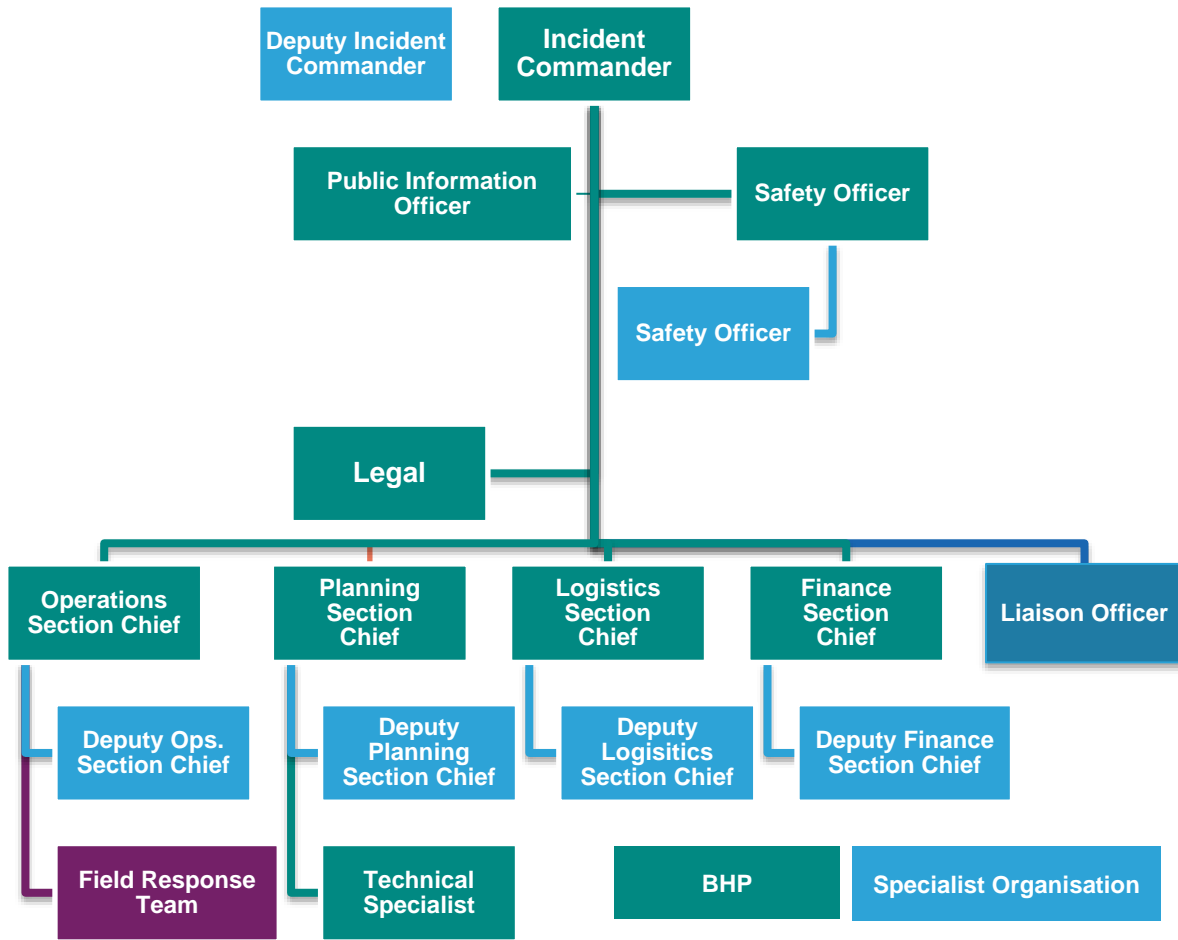 Deputy Incident
Commander
Incident
Commander
Public Information
Officer
Safety Officer
Safety Officer
Legal
Operations
Section Chief
Planning
Section
Chief
Logistics
Section
Chief
Finance
Section
Chief
Liaison Officer
Deputy Ops.
Section Chief
Deputy
Planning
Section Chief
Deputy
Logisitics
Section Chief
Deputy Finance
Section Chief
Field Response
Team
Technical
Specialist
BHP
Specialist Organisation